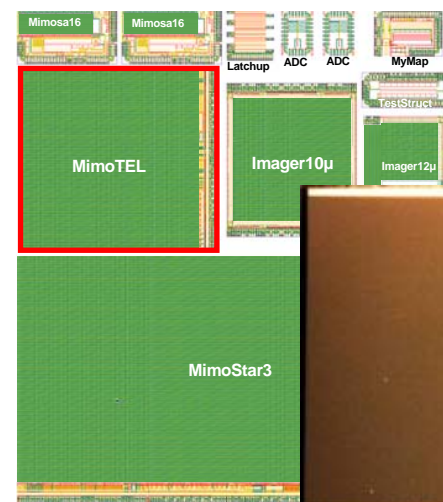 Mimosa16
Mimosa16
Latchup
ADC
ADC
MyMap
TestStruct
MimoTEL
Imager10µ
Imager12µ
MimoStar3